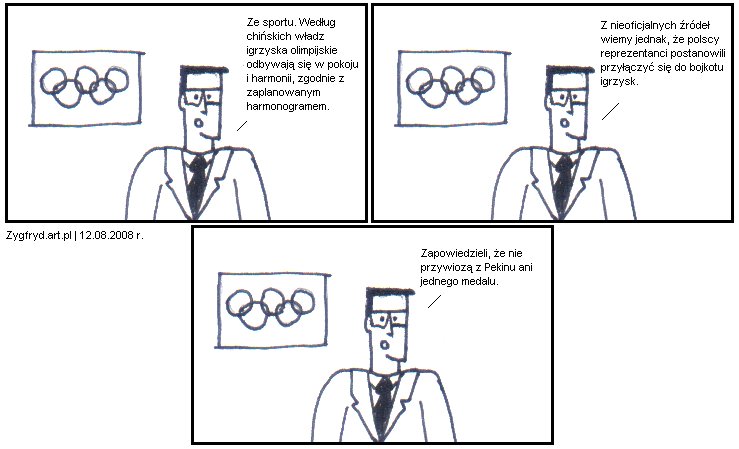 Ze sportu. Według
chińskich władz
igrzyska olimpijskie
odbywają się w pokoju
i harmonii, zgodnie z
zaplanowanym
harmonogramem.
Z nieoficjalnych źródeł
wiemy jednak, że polscy
reprezentanci postanowili
przyłączyć się do bojkotu
igrzysk.
Zygfryd.art.pl | 12.08.2008 r.
Zapowiedzieli, że nie
przywiozą z Pekinu ani
jednego medalu.